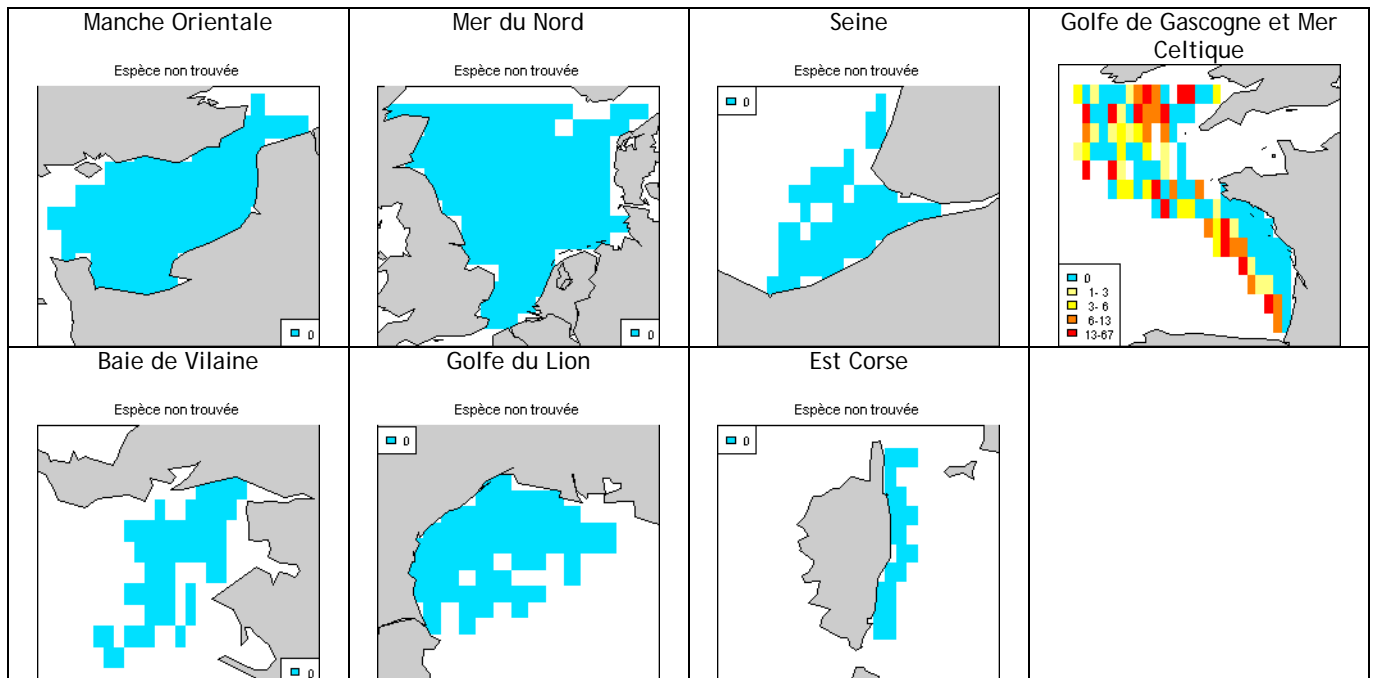 Manche Orientale
Espèce non trouvée
0
Mer du Nord
Espèce non trouvée
0
Seine
Espèce non trouvée
0
Golfe de Gascogne et Mer
Celtique
0
1- 3
3- 6
6-13
13-67
Baie de Vilaine
Espèce non trouvée
0
Golfe du Lion
Espèce non trouvée
0
Est Corse
Espèce non trouvée
0